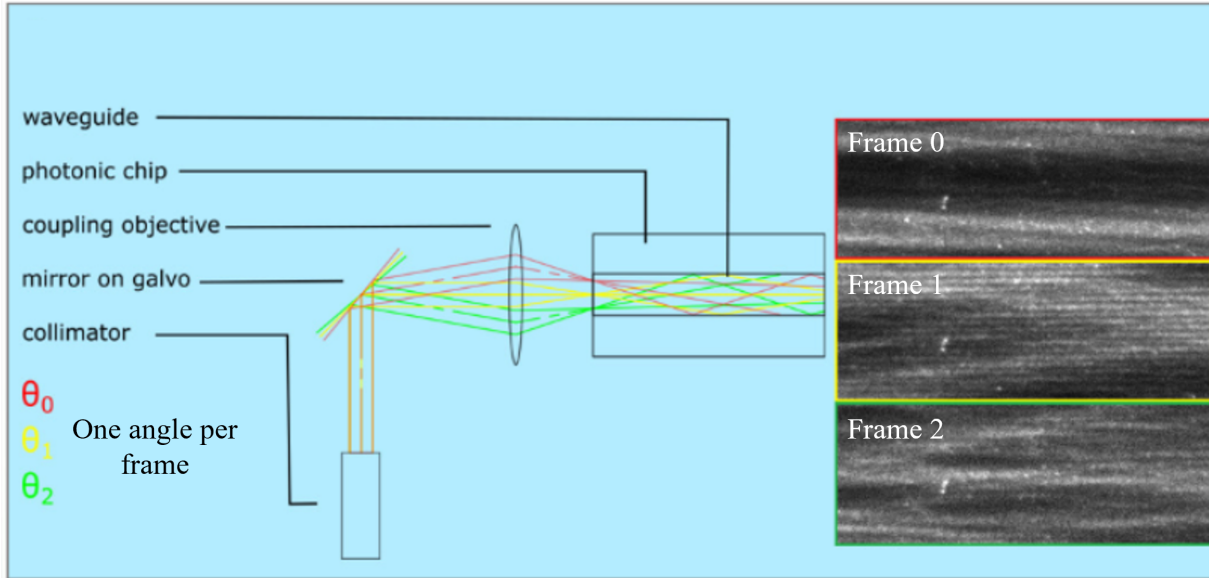 waveguide
photonic chip
coupling objective
mirror on galvo
collimator
θ0
θ1
θ2
One angle per
frame
Frame 0
Frame 1
Frame 2